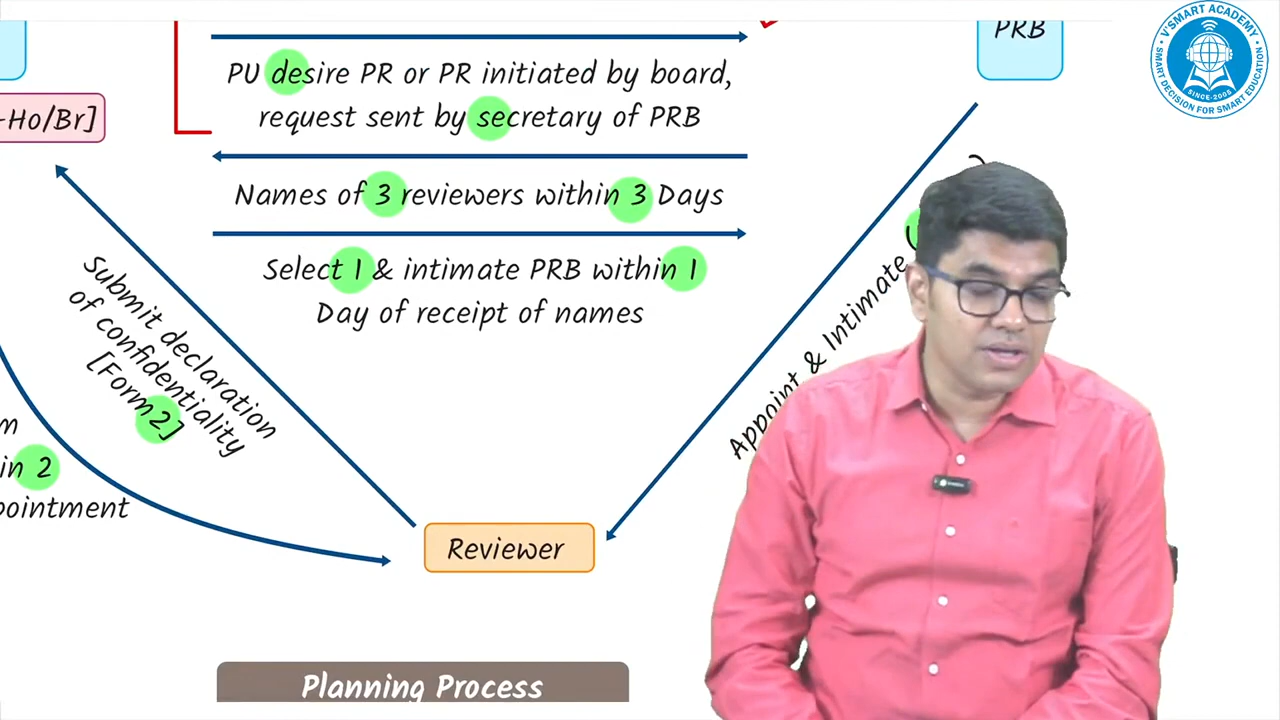 PRB
V'SMART ACADEMY
SINCE-2005
SMART DECISION FOR SMART EDUCATION
PU desire PR or PR initiated by board,
request sent by secretary of PRB
-Ho/Br]
Names of 3 reviewers within 3 Days
Select 1 & intimate PRB within 1
Day of receipt of names
Submit declaration
of confidentiality
[Form 2]
Appoint & Intimate
in 2
Reviewer
Planning Process